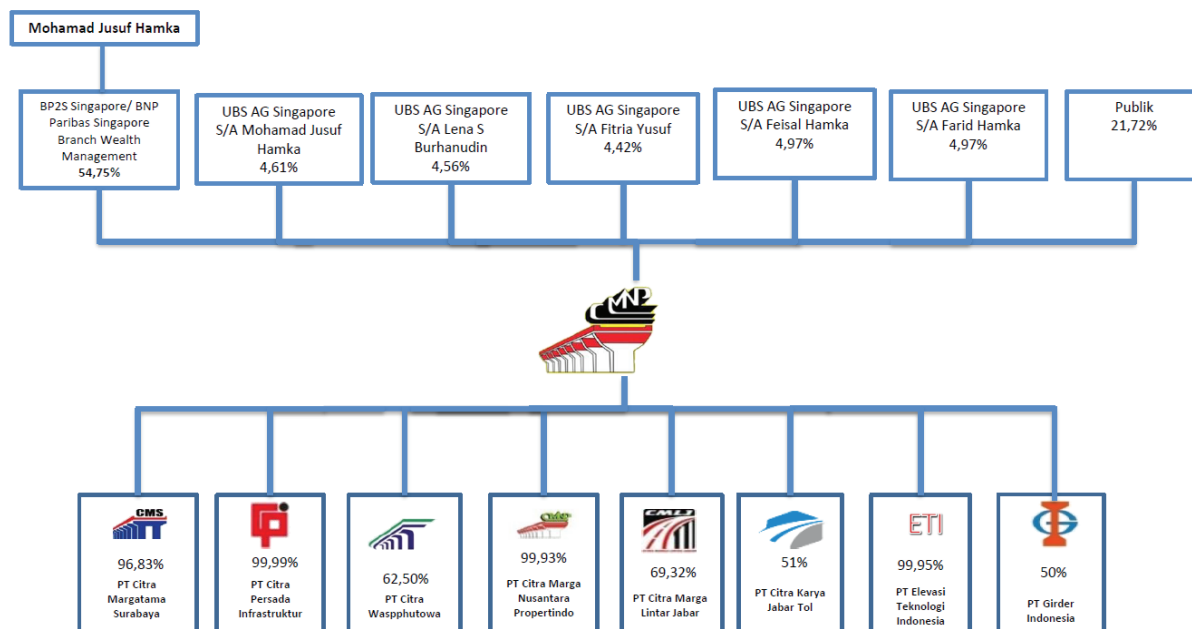 Mohamad Jusuf Hamka
BP2S Singapore/ BNP
Paribas Singapore
Branch Wealth
Management
54,75%
UBS AG Singapore
S/A Mohamad Jusuf
Hamka
4,61%
UBS AG Singapore
S/A Lena S
Burhanudin
4,56%
UBS AG Singapore
S/A Fitria Yusuf
4,42%
UBS AG Singapore
S/A Feisal Hamka
4,97%
UBS AG Singapore
S/A Farid Hamka
4,97%
Publik
21,72%
CMNP
CMS
96,83%
PT Citra
Margatama
Surabaya
99,99%
PT Citra
Persada
Infrastruktur
62,50%
PT Citra
Waspphutowa
99,93%
PT Citra Marga
Nusantara
Propertindo
CMLJ
69,32%
PT Citra Marga
Lintar Jabar
51%
PT Citra Karya
Jabar Tol
ETI
99,95%
PT Elevasi
Teknologi
Indonesia
50%
PT Girder
Indonesia